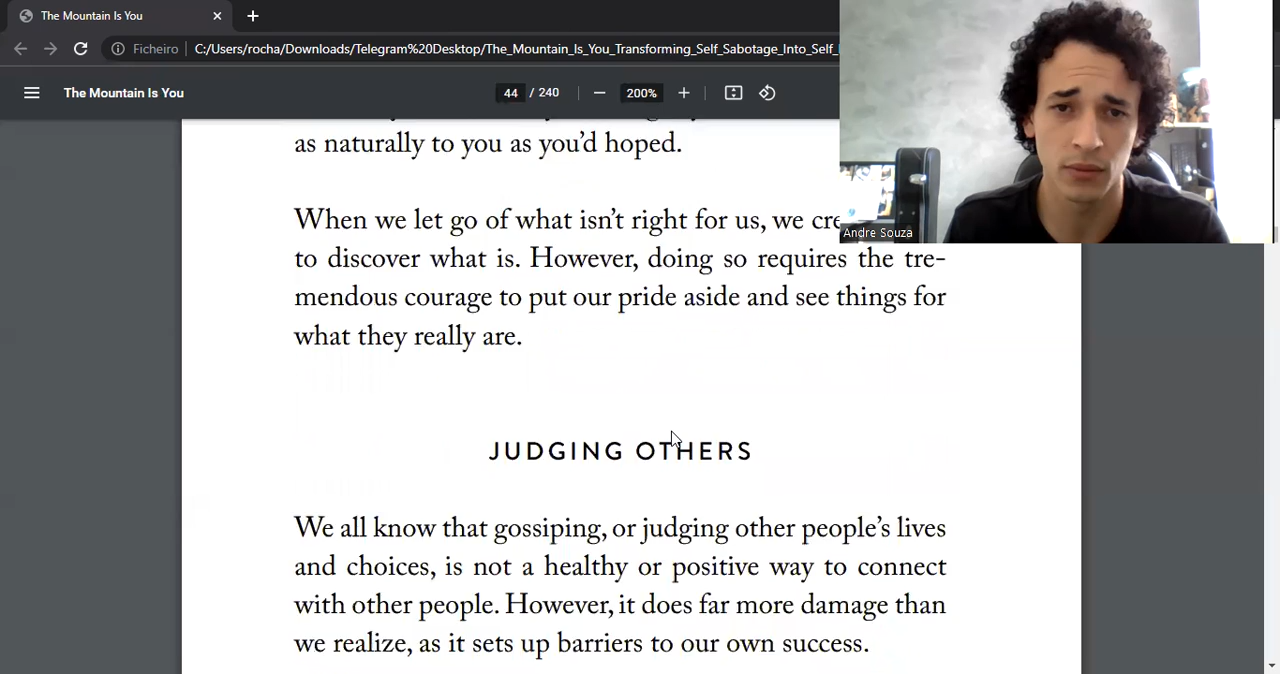 The Mountain Is You
Ficheiro
C:/Users/rocha/Downloads/Telegram%20Desktop/The_Mountain_Is_You_Transforming_Self_Sabotage_Into_Self_
The Mountain Is You
44 / 240
200%
Andre Souza
as naturally to you as you’d hoped.
When we let go of what isn’t right for us, we
to discover what is. However, doing so requires the tre-
mendous courage to put our pride aside and see things for
what they really are.
JUDGING OTHERS
We all know that gossiping, or judging other people’s lives
and choices, is not a healthy or positive way to connect
with other people. However, it does far more damage than
we realize, as it sets up barriers to our own success.